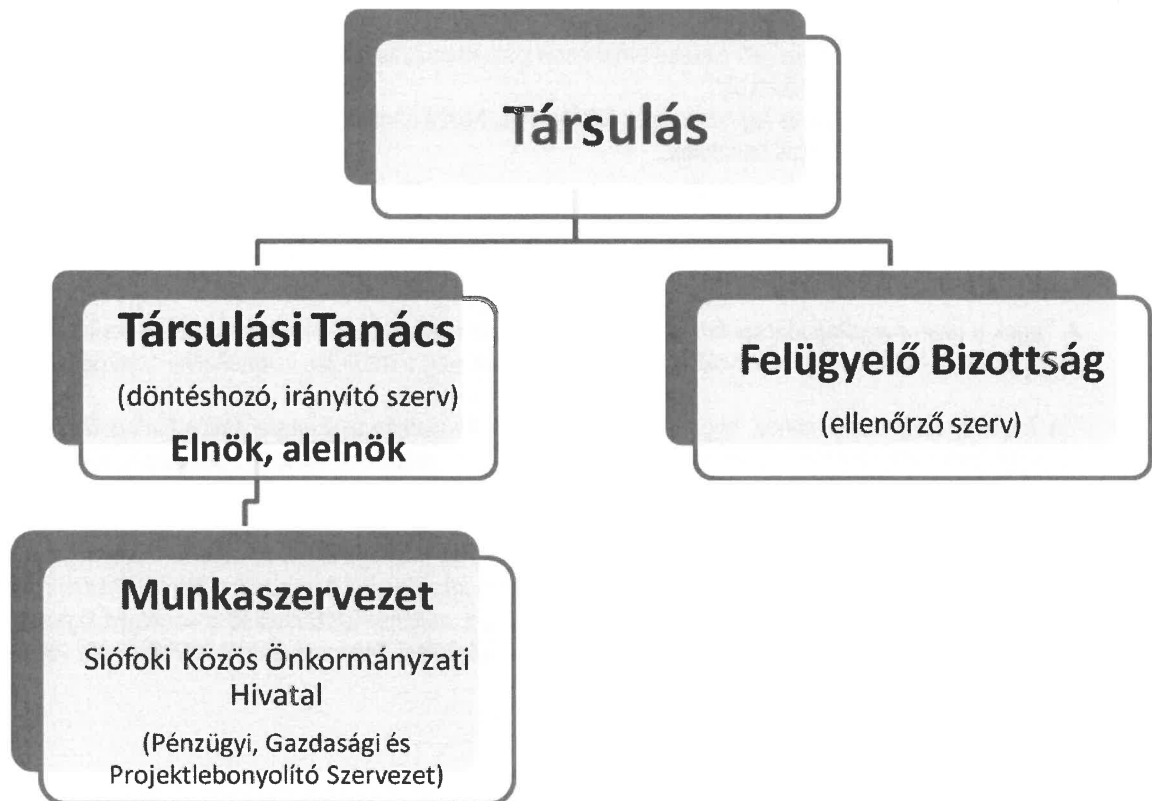 Társulás
Társulási Tanács
(döntéshozó, irányító szerv)
Elnök, alelnök
Felügyelő Bizottság
(ellenőrző szerv)
Munkaszervezet
Siófoki Közös Önkormányzati
Hivatal
(Pénzügyi, Gazdasági és
Projektlebonyolító Szervezet)